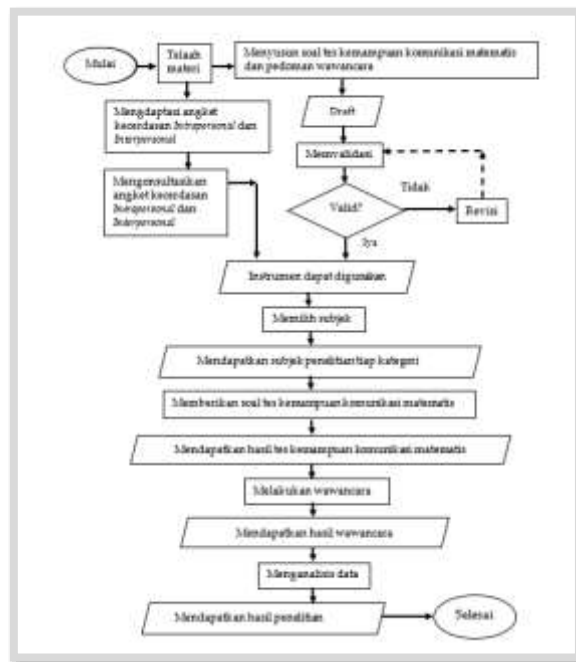 Mulai
Telaah
materi
Menyusun soal tes kemampuan komunikasi matematis
dan pedoman wawancara
Mengdaptasi angket
kecerdasan Intrapersonal dan
Interpersonal
Draft
Memvalidasi
Mengonsultasikan
angket kecerdasan
Intrapersonal dan
Interpersonal
Tidak
Valid?
Revisi
Iya
Instrumen dapat digunakan
Memilih subjek
Mendapatkan subjek penelitian tiap kategori
Memberikan soal tes kemampuan komunikasi matematis
Mendapatkan hasil tes kemampuan komunikasi matematis
Melakukan wawancara
Mendapatkan hasil wawancara
Menganalisis data
Mendapatkan hasil penelitian
Selesai